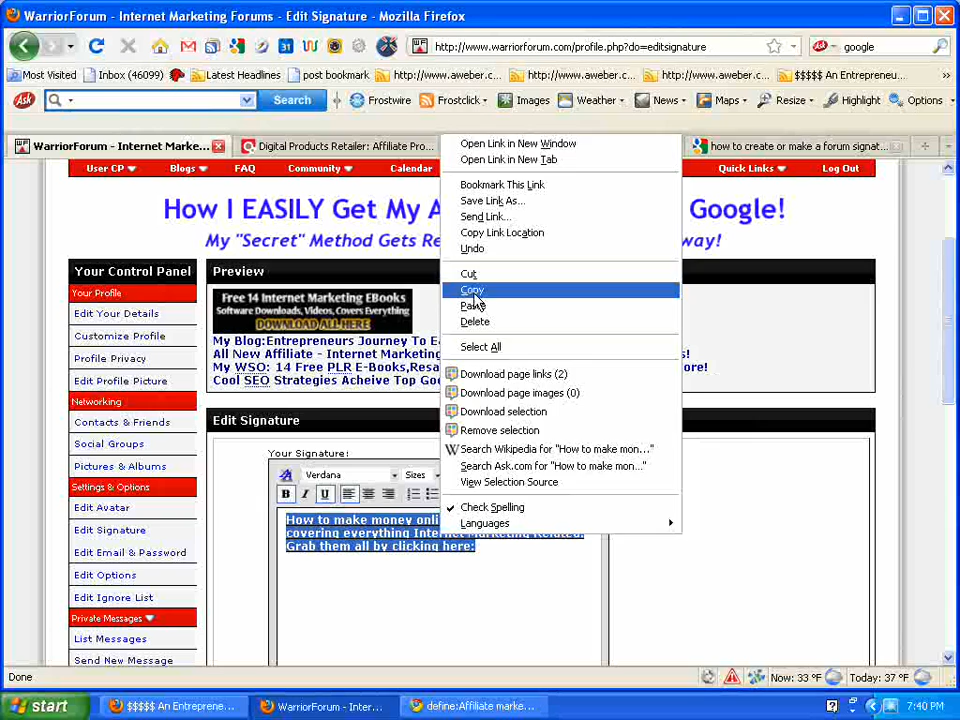 WarriorForum - Internet Marketing Forums - Edit Signature - Mozilla Firefox
http://www.warriorforum.com/profile.php?do=editsignature
google
Most Visited
Inbox (46099)
Latest Headlines
post bookmark
http://www.aweber.c...
http://www.aweber.c...
http://www.aweber.c...
$$$$$ An Entrepreneu...
Ask
Search
Frostwire
Frostclick
Images
Weather
News
Maps
Resize
Highlight
Options
WarriorForum - Internet Marke...
Digital Products Retailer: Affiliate Pro...
how to create or make a forum signat...
User CP
Blogs
FAQ
Community
Calendar
Quick Links
Log Out
How I EASILY Get My A
Google!
My "Secret" Method Gets Re
way!
Your Control Panel
Your Profile
Edit Your Details
Customize Profile
Profile Privacy
Edit Profile Picture
Networking
Contacts & Friends
Social Groups
Pictures & Albums
Settings & Options
Edit Avatar
Edit Signature
Edit Email & Password
Edit Options
Edit Ignore List
Private Messages
List Messages
Send New Message
Preview
Free 14 Internet Marketing EBooks
Software Downloads, Videos, Covers Everything
DOWNLOAD ALL HERE
My Blog:Entrepreneurs Journey To Ea
All New Affiliate - Internet Marketing
s!
My WSO: 14 Free PLR E-Books,Resa
ore!
Cool SEO Strategies Acheive Top Go
Edit Signature
Your Signature:
Verdana
Sizes
B I U
How to make money onli
covering everything Internet Marketing Related.
Grab them all by clicking here:
Open Link in New Window
Open Link in New Tab
Bookmark This Link
Save Link As...
Send Link...
Copy Link Location
Undo
Cut
Copy
Paste
Delete
Select All
Download page links (2)
Download page images (0)
Download selection
Remove selection
Search Wikipedia for "How to make mon..."
Search Ask.com for "How to make mon..."
View Selection Source
Check Spelling
Languages
Done
Now: 33 °F
Today: 37 °F
start
$$$$$ An Entreprene...
WarriorForum - Inter...
define:Affiliate marke...
7:40 PM